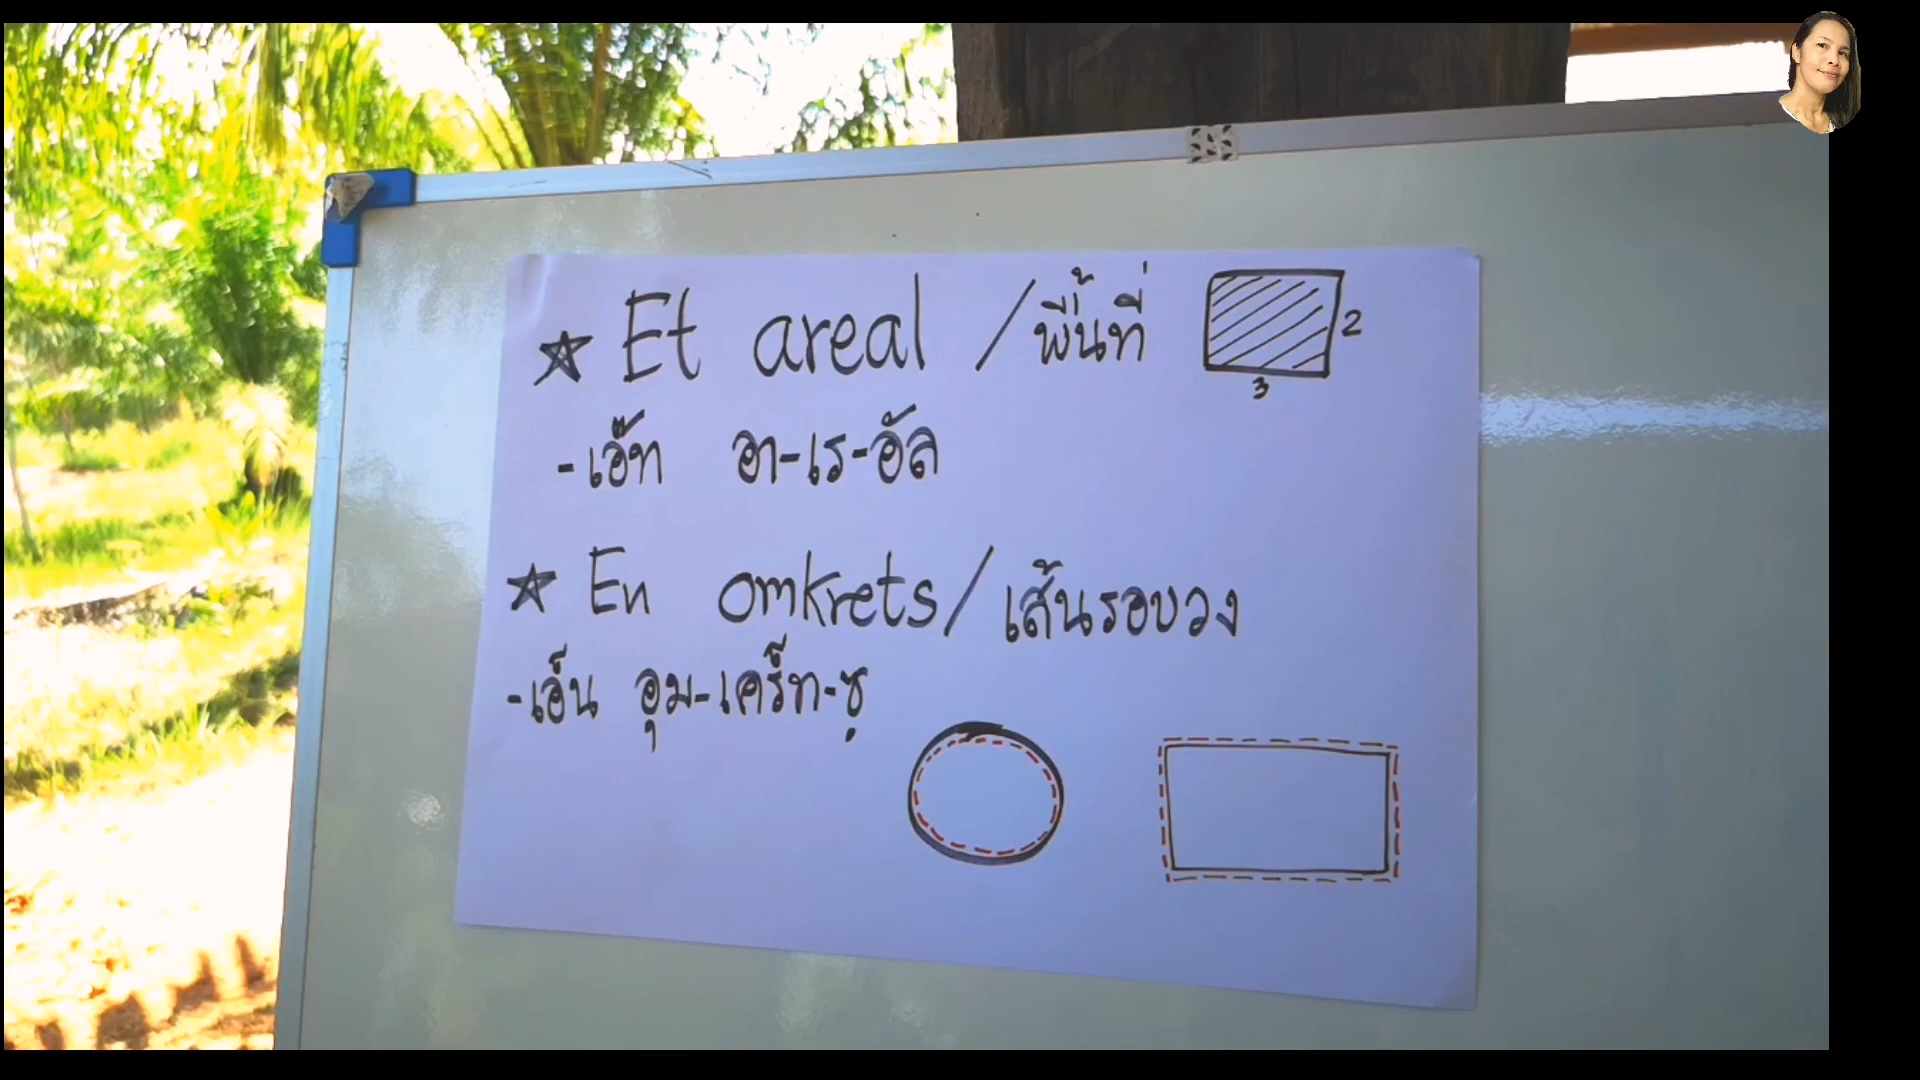 ☆ Et areal / พื้นที่
2
3
- เอ๊ท อา-เร-อัล
☆ En omkrets / เส้นรอบวง
- เอ็น อุม-เคร็ท-ซฺ